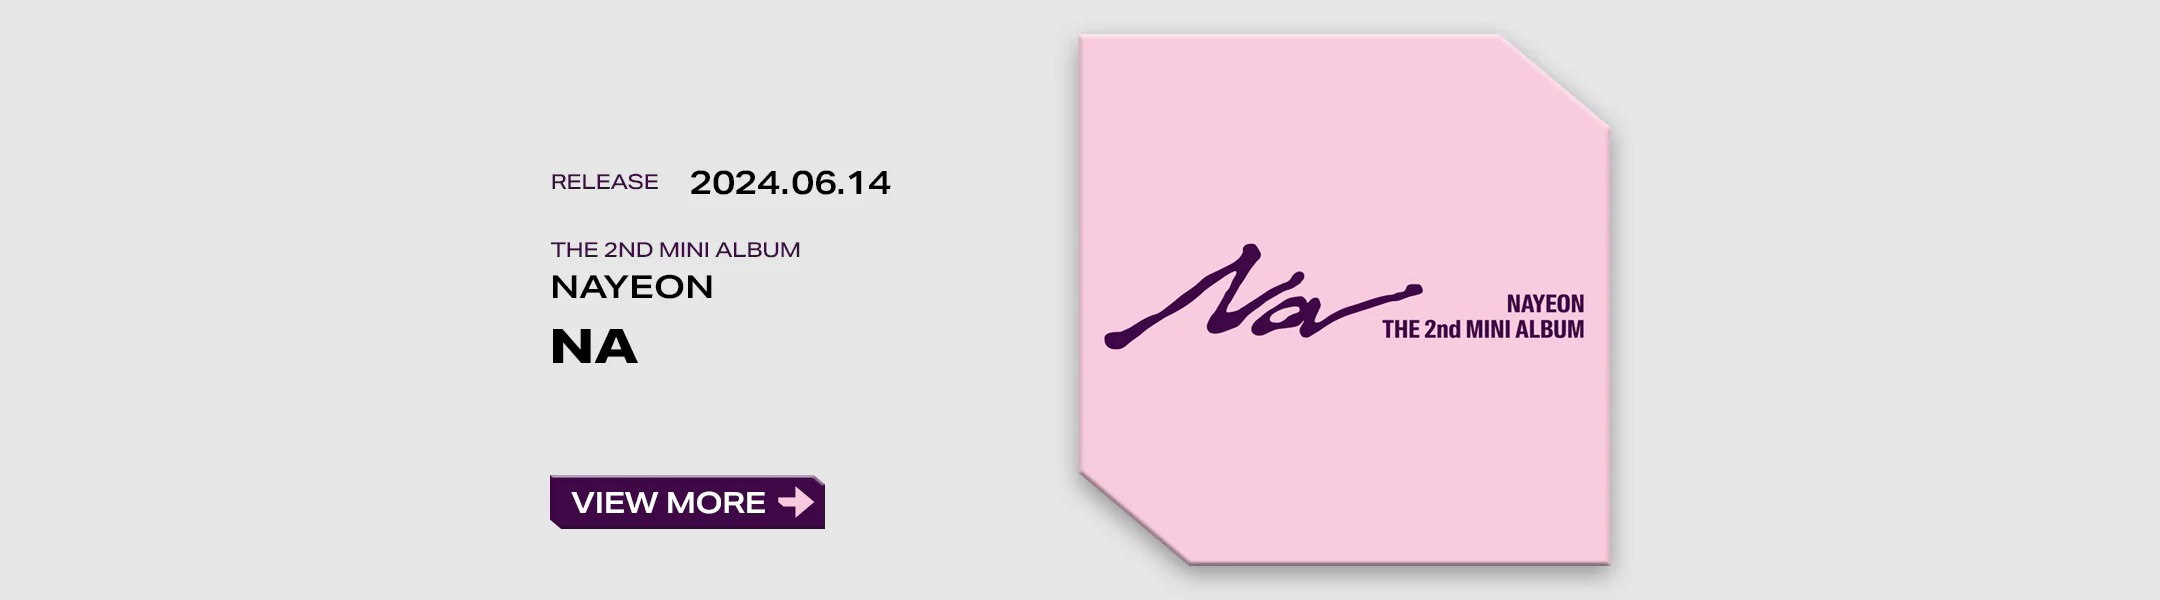 RELEASE 2024.06.14
THE 2ND MINI ALBUM
NAYEON
NA
VIEW MORE
Na
NAYEON
THE 2nd MINI ALBUM